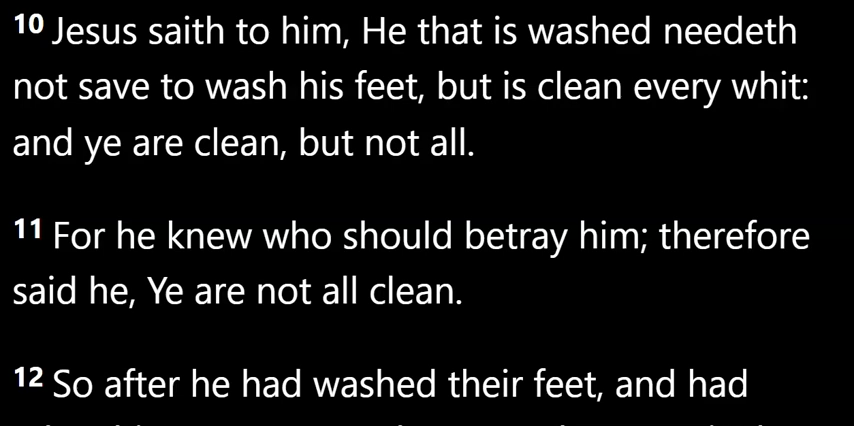 10 Jesus saith to him, He that is washed needeth
not save to wash his feet, but is clean every whit:
and ye are clean, but not all.
11 For he knew who should betray him; therefore
said he, Ye are not all clean.
12 So after he had washed their feet, and had